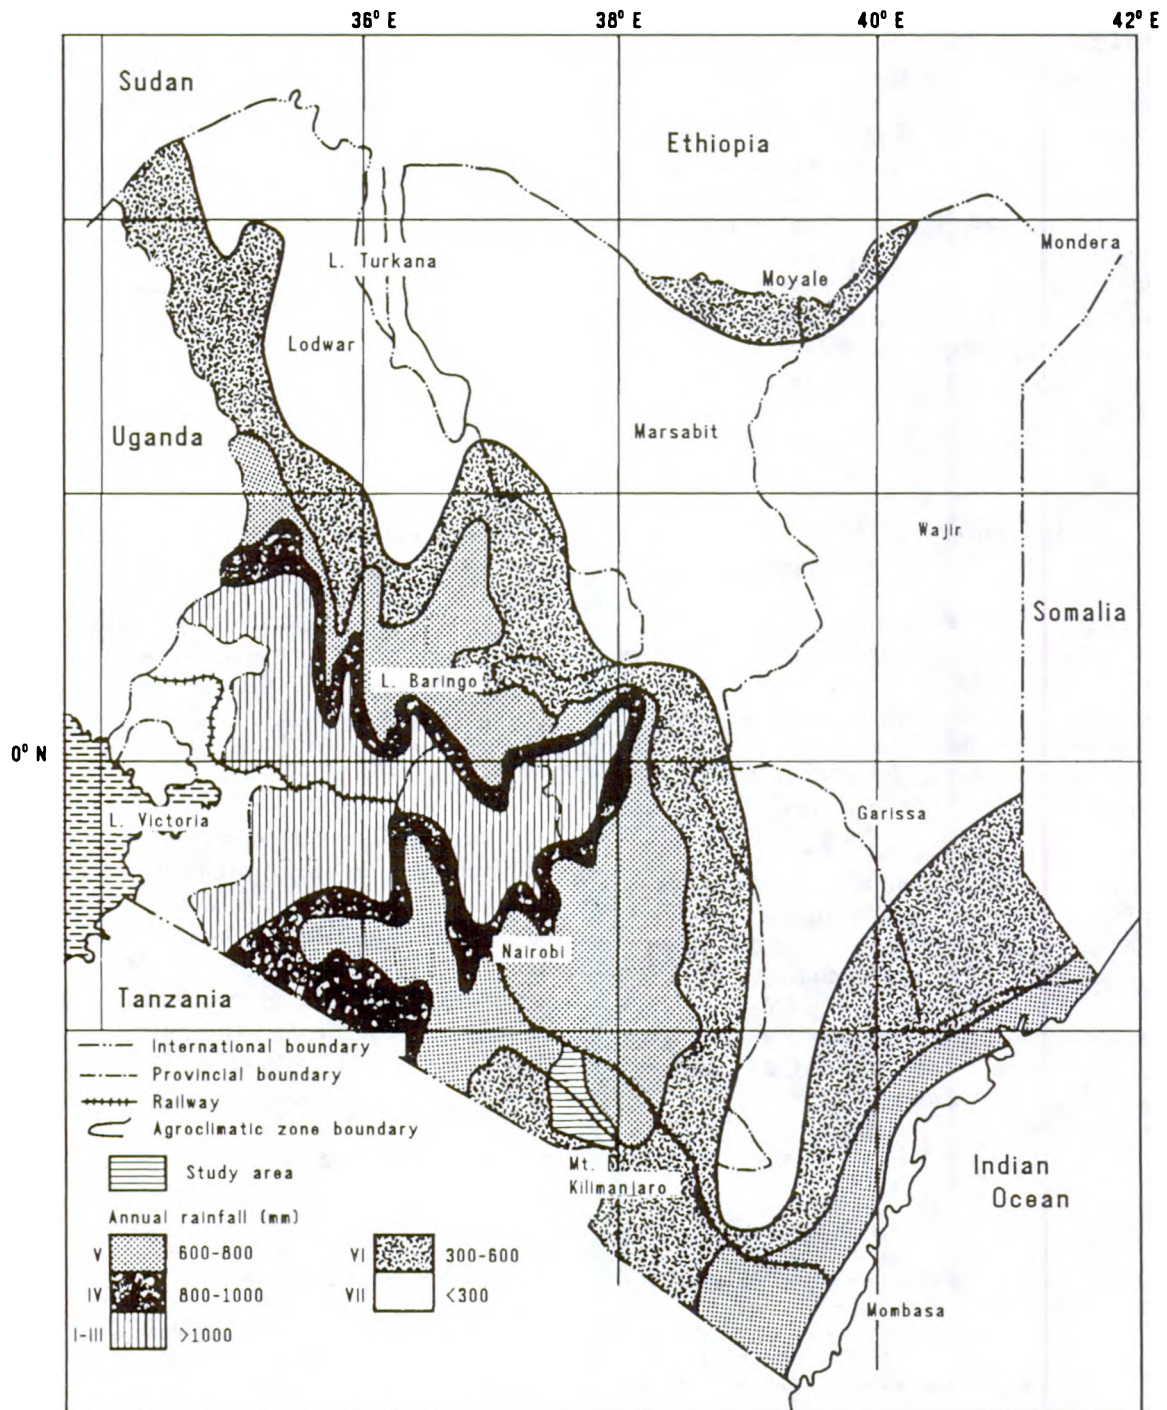 36° E 38° E 40° E 42° E
Sudan
Ethiopia
Mondera
L. Turkana
Moyale
Lodwar
Uganda
Marsabit
Wajir
Somalia
L. Baringo
0° N
L. Victoria
Garissa
Nairobi
Tanzania
International boundary
Provincial boundary
Railway
Agroclimatic zone boundary
Study area
Mt.
Kilimanjaro
Indian
Ocean
Annual rainfall (mm)
V 600-800
VI 300-600
IV 800-1000
VII <300
Mombasa
I-III >1000